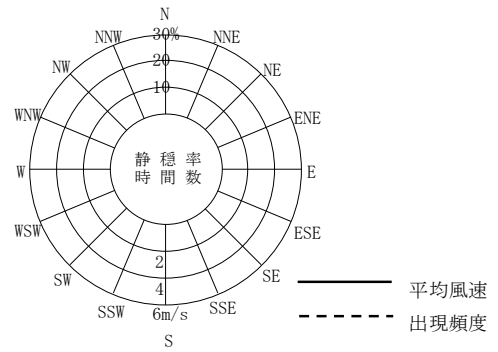 N
NNW 30% NNE
NW 20 NE
10
WNW ENE
静穏率
W 時間数 E
WSW ESE
2
SW 4 SE
SSW 6m/s SSE
S
平均風速
出現頻度